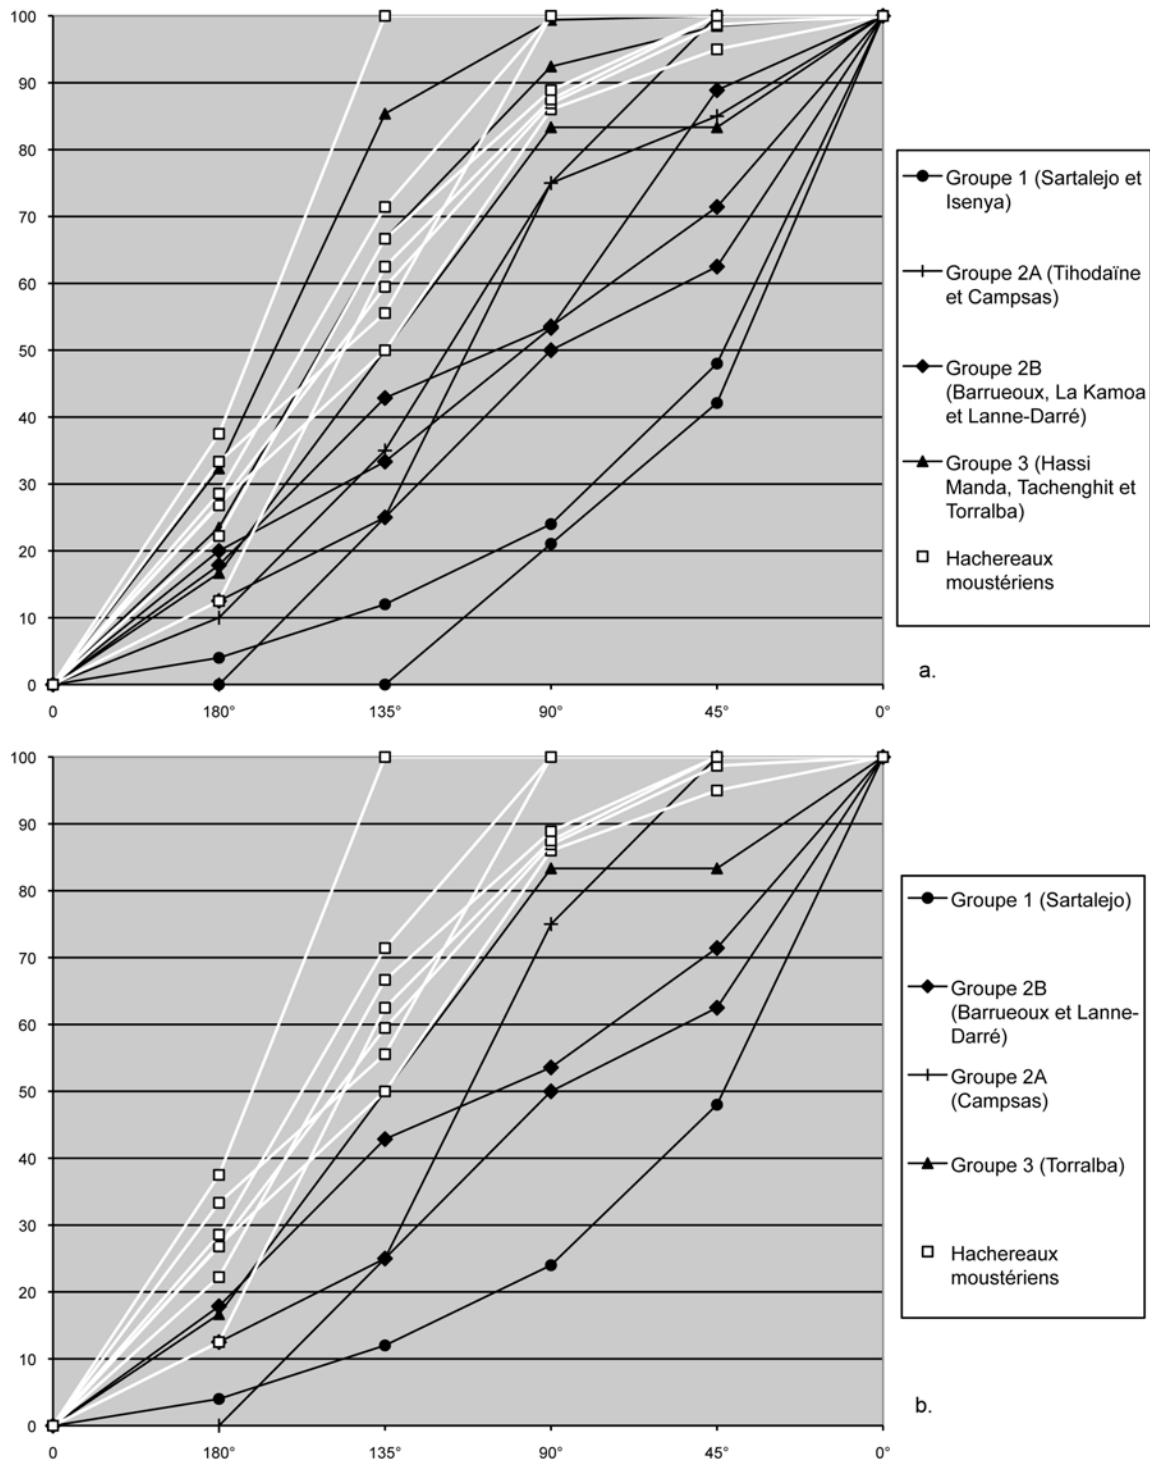 100
90
80
70
60
50
40
30
20
10
0
0 180° 135° 90° 45° 0°
Groupe 1 (Sartalejo et
Isenya)
Groupe 2A (Tihodaïne
et Campsas)
Groupe 2B
(Barrueoux, La Kamoa
et Lanne-Darré)
Groupe 3 (Hassi
Manda, Tachenghit et
Torralba)
Hachereaux
moustériens
a.
100
90
80
70
60
50
40
30
20
10
0
0 180° 135° 90° 45° 0°
Groupe 1 (Sartalejo)
Groupe 2B
(Barrueoux et Lanne-
Darré)
Groupe 2A
(Campsas)
Groupe 3 (Torralba)
Hachereaux
moustériens
b.